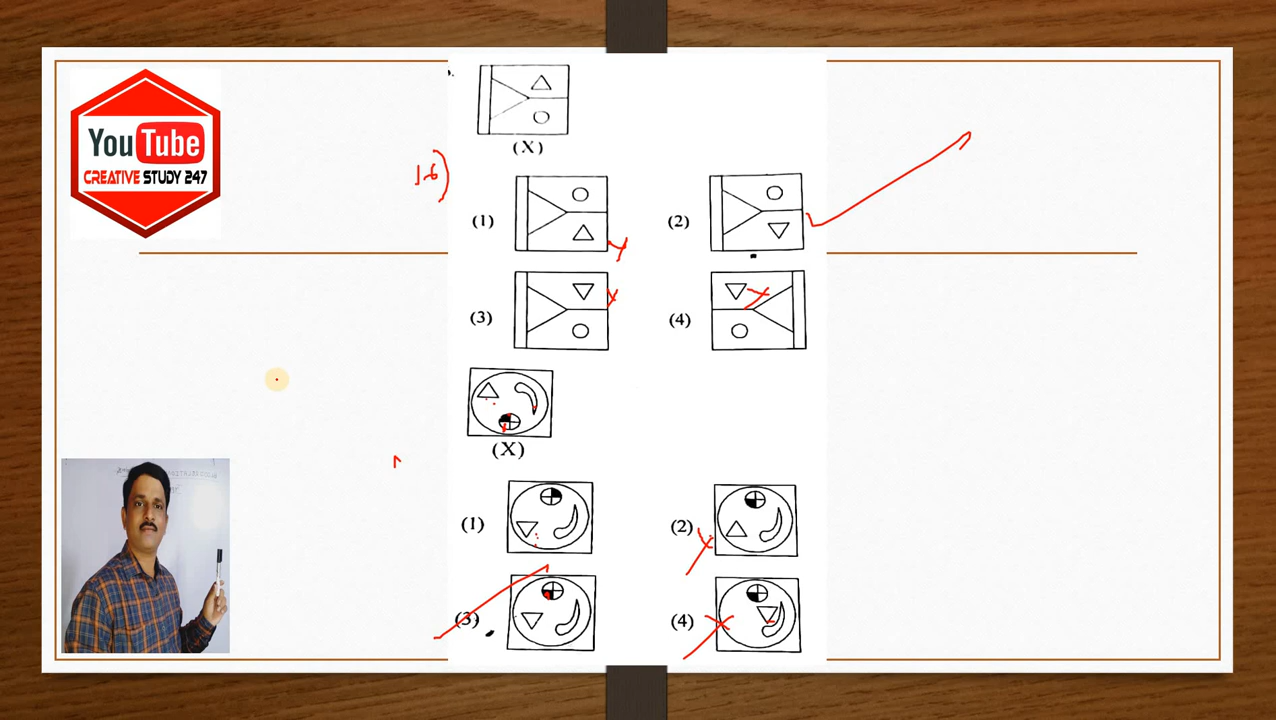 YouTube
CREATIVE STUDY 247
(X)
16)
(1)
(2)
(3)
(4)
(X)
(1)
(2)
(3)
(4)